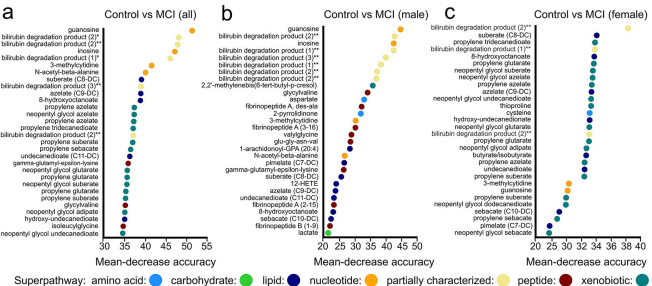 a
Control vs MCI (all)
guanosine
bilirubin degradation product (2)**
bilirubin degradation product (2)**
inosine
bilirubin degradation product (1)*
3-methylcytidine
N-acetyl-beta-alanine
suberate (C8-DC)
bilirubin degradation product (3)**
azelate (C9-DC)
8-hydroxyoctanoate
propylene azelate
neopentyl glycol azelate
propylene azelate
propylene tridecanedioate
bilirubin degradation product (2)**
propylene suberate
propylene sebacate
undecanedioate (C11-DC)
gamma-glutamyl-epsilon-lysine
neopentyl glycol glutarate
propylene glutarate
neopentyl glycol suberate
propylene glutarate
propylene suberate
glycylvaline
neopentyl glycol adipate
hydroxy-undecanedioate
isoleucylglycine
neopentyl glycol undecanedioate
30 35 40 45 50 55
Mean-decrease accuracy
b
Control vs MCI (male)
guanosine
bilirubin degradation product (2)**
inosine
bilirubin degradation product (3)**
bilirubin degradation product (1)**
bilirubin degradation product (2)**
bilirubin degradation product (2)**
2,2'-methylenebis(6-tert-butyl-p-cresol)
glycylvaline
aspartate
fibrinopeptide A, des-ala
2-pyrrolidinone
3-methylcytidine
fibrinopeptide A (3-16)
valylglycine
glu-gly-asn-val
1-arachidonoyl-GPA (20:4)
N-acetyl-beta-alanine
pimelate (C7-DC)
gamma-glutamyl-epsilon-lysine
suberate (C8-DC)
12-HETE
azelate (C9-DC)
undecanedioate (C11-DC)
fibrinopeptide A (2-15)
8-hydroxyoctanoate
sebacate (C10-DC)
fibrinopeptide B (1-9)
lactate
20 25 30 35 40 45 50
Mean-decrease accuracy
c
Control vs MCI (female)
bilirubin degradation product (2)**
suberate (C8-DC)
propylene tridecanedioate
bilirubin degradation product (1)**
8-hydroxyoctanoate
propylene glutarate
neopentyl glycol suberate
neopentyl glycol azelate
propylene azelate
azelate (C9-DC)
neopentyl glycol undecanedioate
thioproline
cysteine
hydroxy-undecanedioate
neopentyl glycol glutarate
bilirubin degradation product (2)**
propylene glutarate
neopentyl glycol adipate
butyrate/isobutyrate
propylene azelate
undecanedioate
propylene suberate
3-methylcytidine
guanosine
propylene suberate
neopentyl glycol dodecanedioate
sebacate (C10-DC)
propylene glutarate
pimelate (C7-DC)
neopentyl glycol sebacate
26 28 30 32 34 36 38 40
Mean-decrease accuracy
Superpathway: amino acid: carbohydrate: lipid: nucleotide: partially characterized: peptide: xenobiotic: